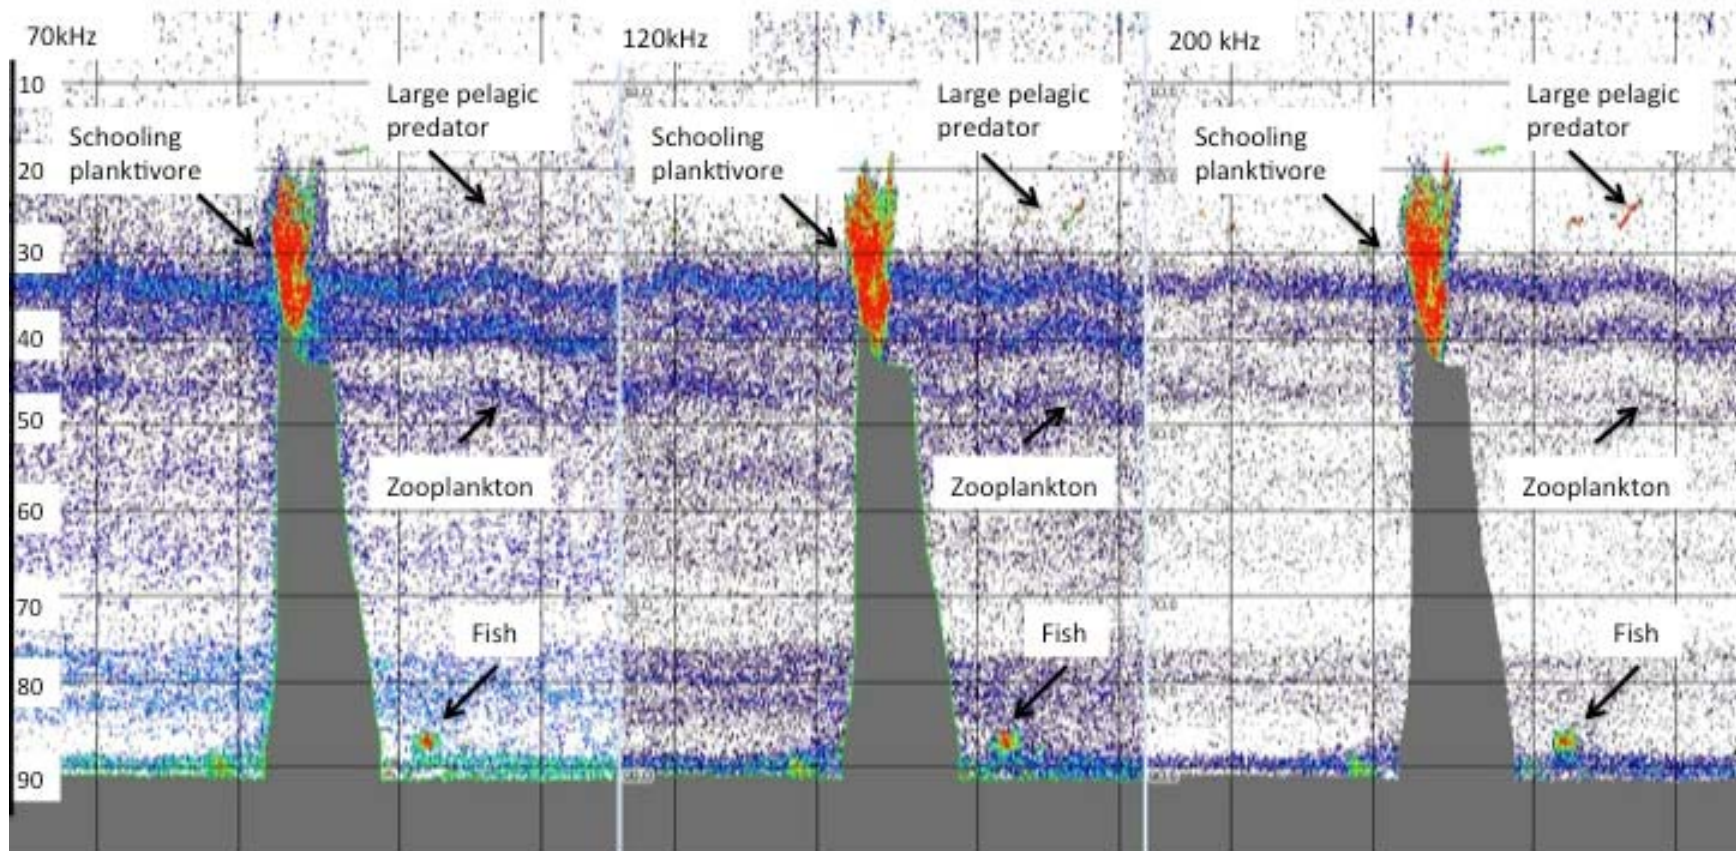 70kHz
120kHz
200 kHz
10
20
30
40
50
60
70
80
90
Large pelagic
predator
Schooling
planktivore
Zooplankton
Fish
Large pelagic
predator
Schooling
planktivore
Zooplankton
Fish
Large pelagic
predator
Schooling
planktivore
Zooplankton
Fish